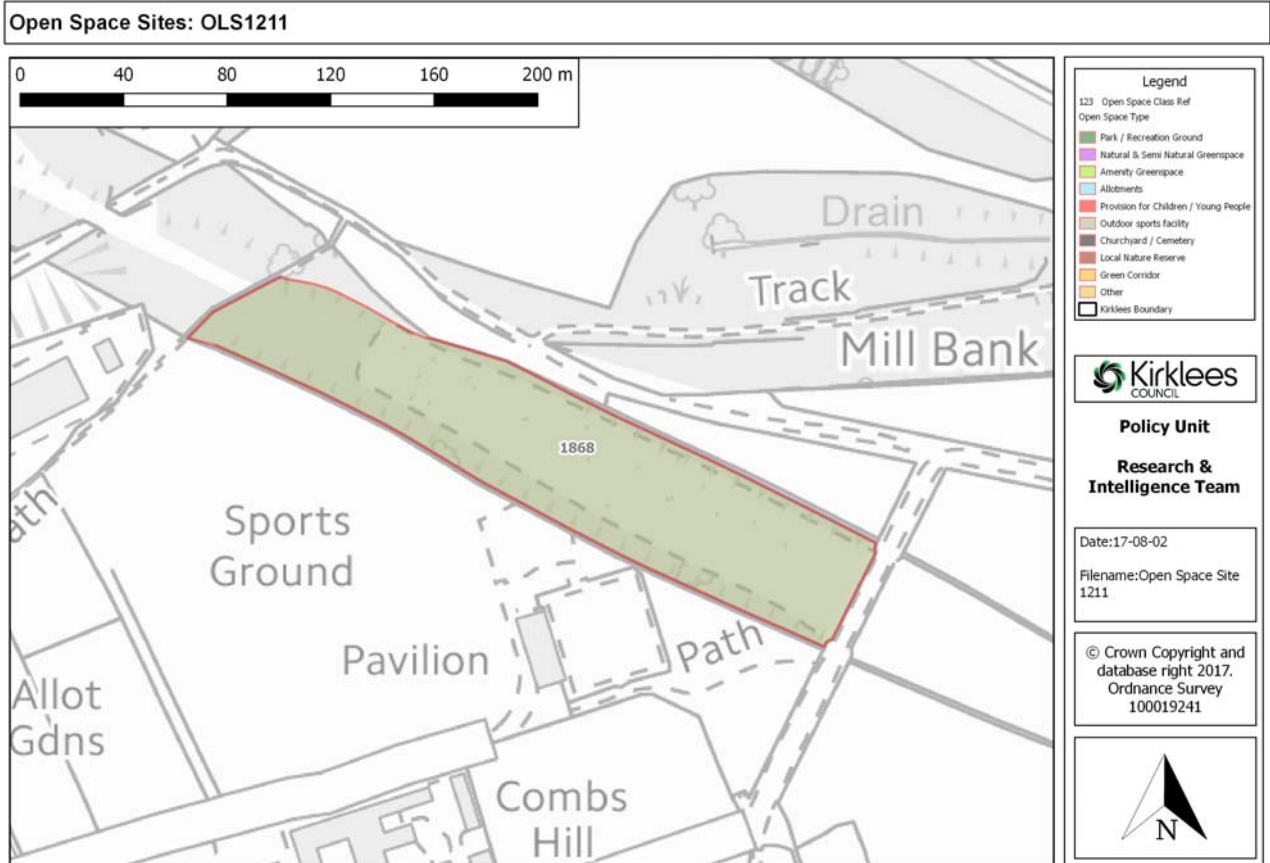 Open Space Sites: OLS1211
0 40 80 120 160 200 m
Drain
Track
Mill Bank
1868
Sports
Ground
Pavilion
Path
Allot
Gdns
Combs
Hill
Legend
123 Open Space Class Ref
Open Space Type
Park / Recreation Ground
Natural & Semi Natural Greenspace
Amenity Greenspace
Allotments
Provision for Children / Young People
Outdoor sports facility
Churchyard / Cemetery
Local Nature Reserve
Green Corridor
Other
Kirklees Boundary
Kirklees
COUNCIL
Policy Unit
Research &
Intelligence Team
Date:17-08-02
Filename:Open Space Site
1211
© Crown Copyright and
database right 2017.
Ordnance Survey
100019241
N